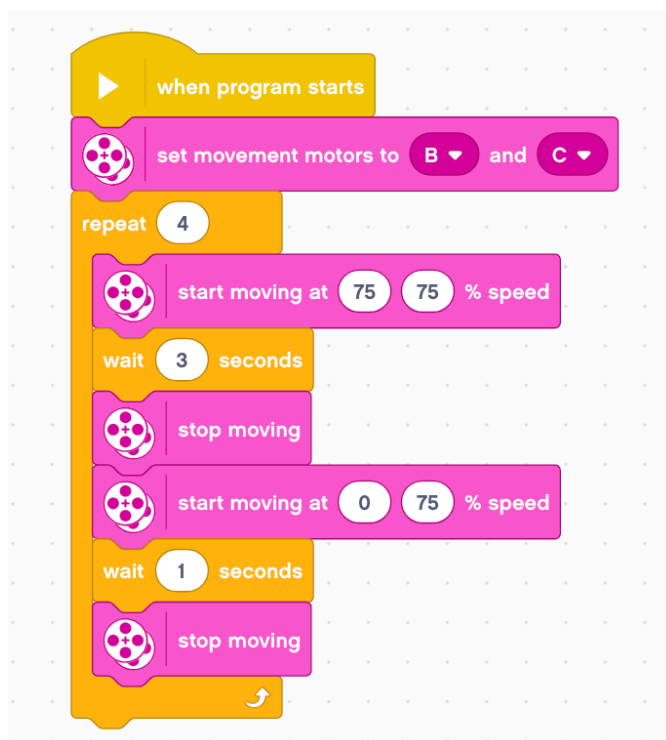 when program starts
set movement motors to B and C
repeat 4
start moving at 75 75 % speed
wait 3 seconds
stop moving
start moving at 0 75 % speed
wait 1 seconds
stop moving